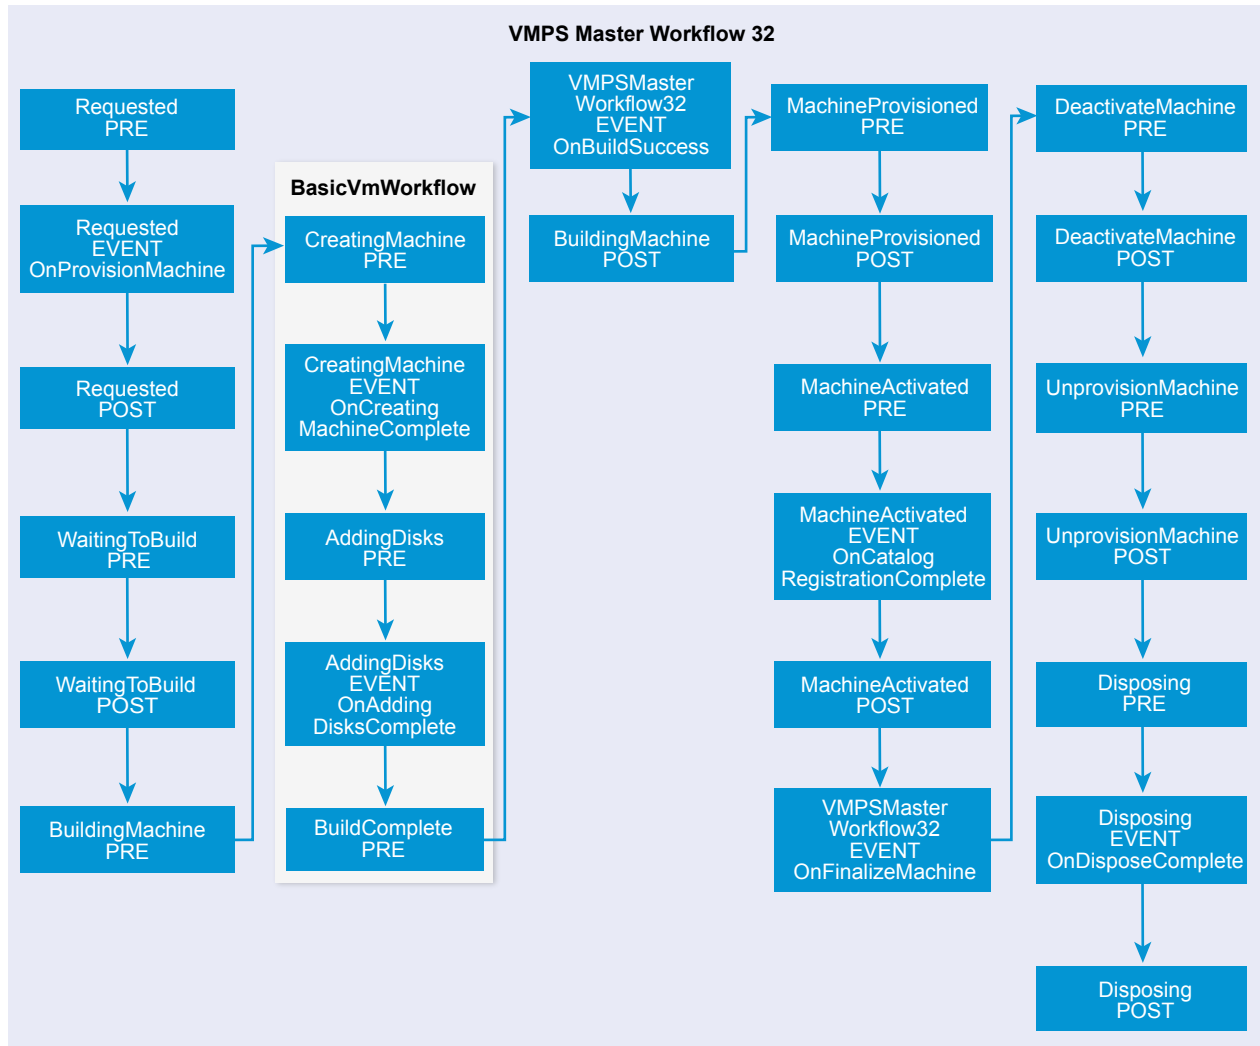 VMPS Master Workflow 32
Requested
PRE
Requested
EVENT
OnProvisionMachine
Requested
POST
WaitingToBuild
PRE
WaitingToBuild
POST
BuildingMachine
PRE
BasicVmWorkflow
CreatingMachine
PRE
CreatingMachine
EVENT
OnCreating
MachineComplete
AddingDisks
PRE
AddingDisks
EVENT
OnAdding
DisksComplete
BuildComplete
PRE
VMPSMaster
Workflow32
EVENT
OnBuildSuccess
BuildingMachine
POST
MachineProvisioned
PRE
MachineProvisioned
POST
MachineActivated
PRE
MachineActivated
EVENT
OnCatalog
RegistrationComplete
MachineActivated
POST
VMPSMaster
Workflow32
EVENT
OnFinalizeMachine
DeactivateMachine
PRE
DeactivateMachine
POST
UnprovisionMachine
PRE
UnprovisionMachine
POST
Disposing
PRE
Disposing
EVENT
OnDisposeComplete
Disposing
POST